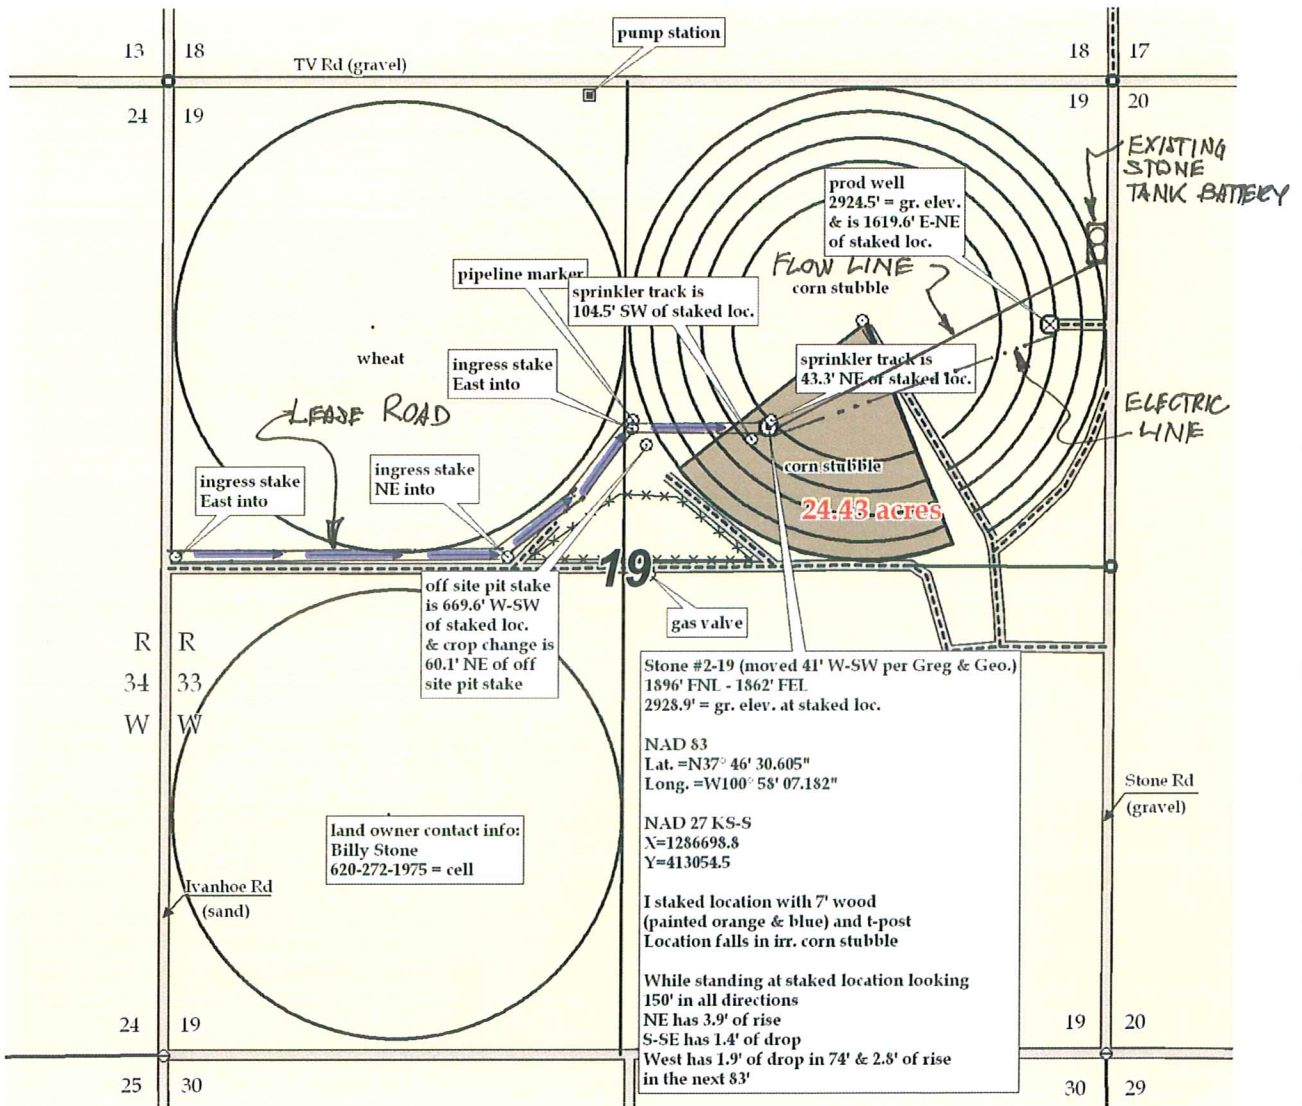 pump station
13
18
18
17
TV Rd (gravel)
24
19
19
20
EXISTING
STONE
TANK BATTERY
prod well
2924.5' = gr. elev.
& is 1619.6' E-NE
of staked loc.
FLOW LINE
corn stubble
pipeline marker
sprinkler track is
104.5' SW of staked loc.
wheat
ingress stake
East into
sprinkler track is
43.3' NE of staked loc.
LEASE ROAD
ELECTRIC
LINE
ingress stake
East into
ingress stake
NE into
corn stubble
24.43 acres
19
off site pit stake
is 669.6' W-SW
of staked loc.
& crop change is
60.1' NE of off
site pit stake
gas valve
R
R
34
33
W
W
Stone #2-19 (moved 41' W-SW per Greg & Geo.)
1896' FNL - 1862' FEL
2928.9' = gr. elev. at staked loc.
NAD 83
Lat. =N37° 46' 30.605"
Long. =W100° 58' 07.182"
NAD 27 KS-S
X=1286698.8
Y=413054.5
I staked location with 7' wood
(painted orange & blue) and t-post
Location falls in irr. corn stubble
While standing at staked location looking
150' in all directions
NE has 3.9' of rise
S-SE has 1.4' of drop
West has 1.9' of drop in 74' & 2.8' of rise
in the next 83'
Stone Rd
(gravel)
land owner contact info:
Billy Stone
620-272-1975 = cell
Ivanhoe Rd
(sand)
24
19
19
20
25
30
30
29